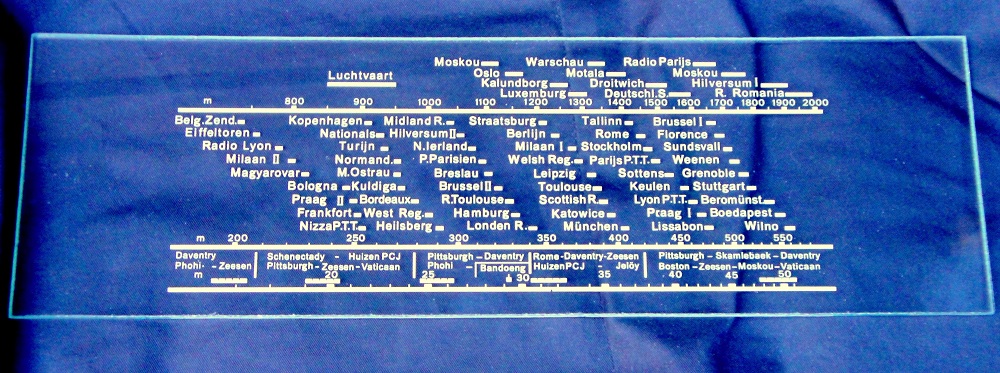 Moskou Warschau Radio Parijs
Luchtvaart Oslo Motala Moskou
Kalundborg Droitwich Hilversum I
Luxemburg Deutschl.S. R. Romania
m 800 900 1000 1100 1200 1300 1400 1500 1600 1700 1800 1900 2000
Belg.Zend. Kopenhagen Midland R. Straatsburg Tallinn Brussel I
Eiffeltoren Nationals Hilversum II Berlijn Rome Florence
Radio Lyon Turijn N.Ierland Milaan I Stockholm Sundsvall
Milaan II Normand. P.Parisien Welsh Reg. Parijs P.T.T. Weenen
Magyarovar M.Ostrau Breslau Leipzig Sottens Grenoble
Bologna Kuldiga Brussel II Toulouse Keulen Stuttgart
Praag II Bordeaux R.Toulouse Scottish R. Lyon P.T.T. Beromünst.
Frankfort West Reg. Hamburg Katowice Praag I Boedapest
Nizza P.T.T. Heilsberg Londen R. München Lissabon Wilno
m 200 250 300 350 400 450 500 550
Daventry Schenectady - Huizen PCJ Pittsburgh - Daventry Rome-Daventry-Zeesen Pittsburgh - Skamlebaek - Daventry
Phohi - Zeesen Pittsburgh-Zeesen-Vaticaan Phohi - Bandoeng Huizen PCJ - Jelöy Boston-Zeesen-Moskou-Vaticaan
m 20 25 30 35 40 45 50